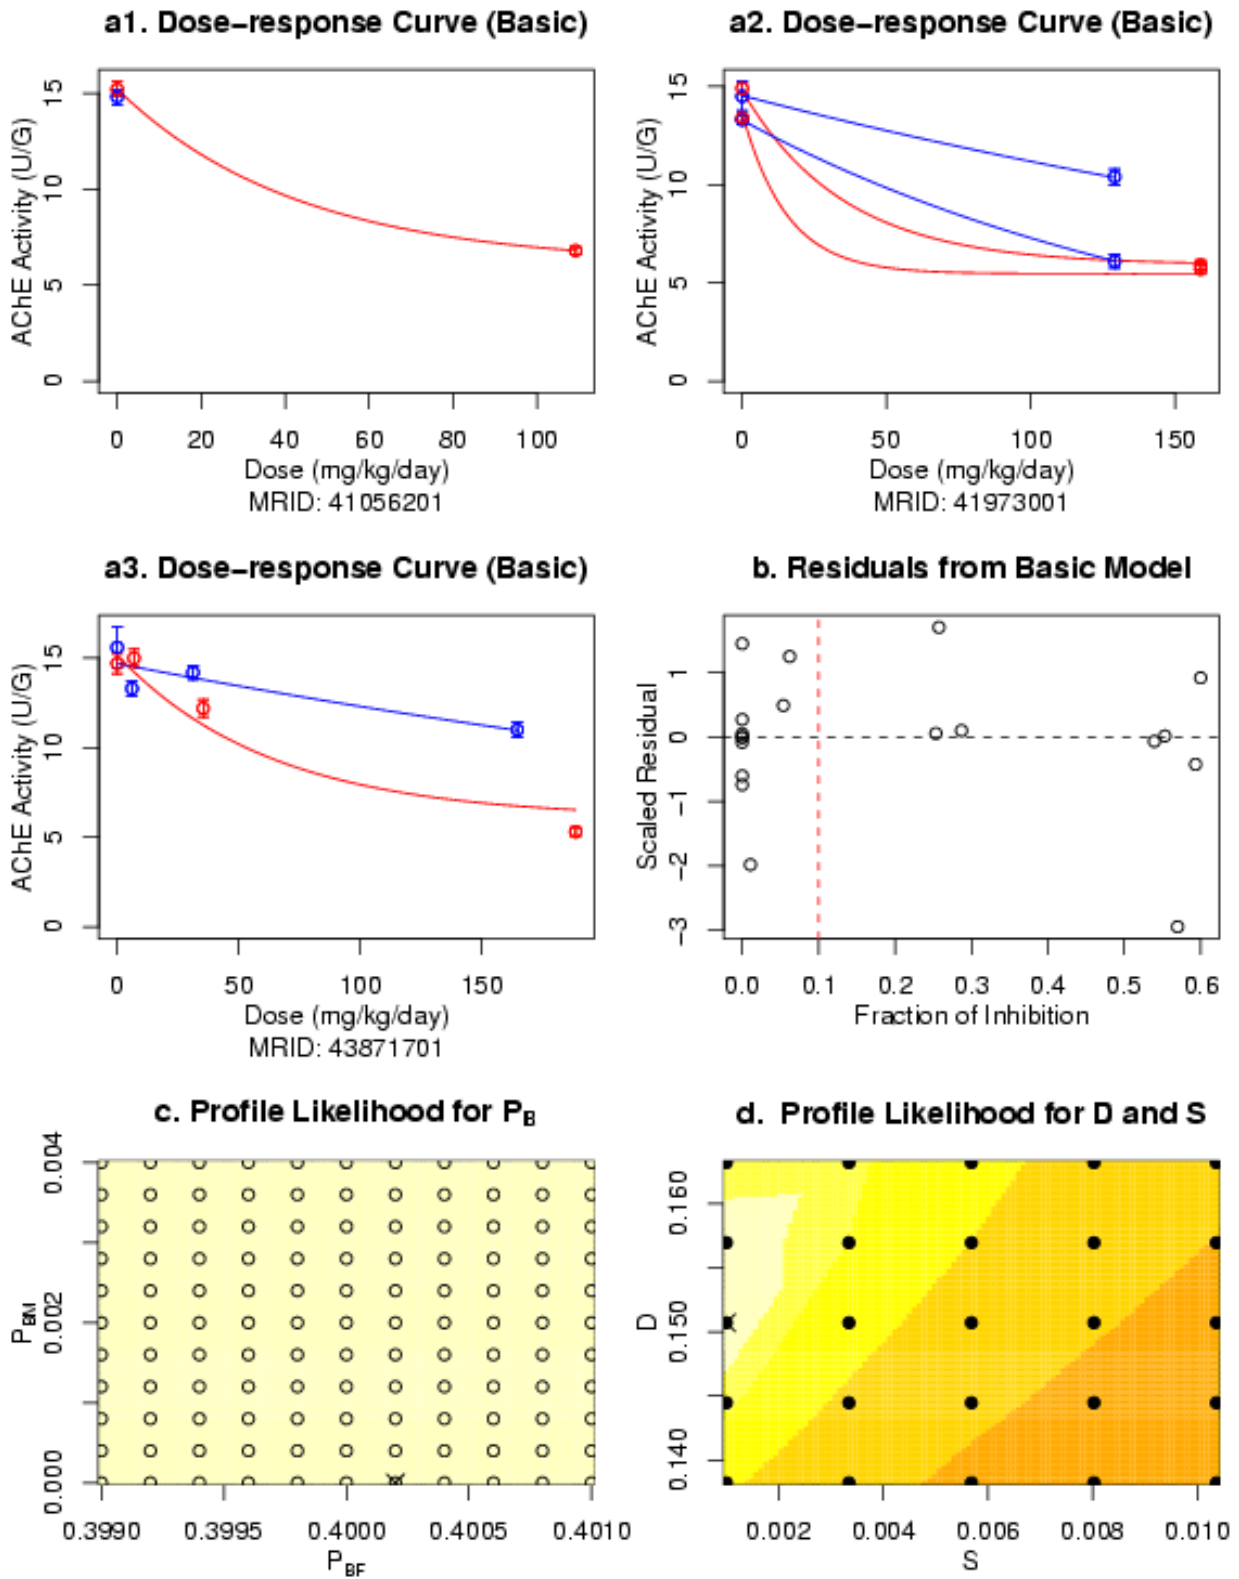 a1. Dose-response Curve (Basic)
AChE Activity (U/G)
15
10
5
0
0 20 40 60 80 100
Dose (mg/kg/day)
MRID: 41056201
a2. Dose-response Curve (Basic)
AChE Activity (U/G)
15
10
5
0
0 50 100 150
Dose (mg/kg/day)
MRID: 41973001
a3. Dose-response Curve (Basic)
AChE Activity (U/G)
15
10
5
0
0 50 100 150
Dose (mg/kg/day)
MRID: 43871701
b. Residuals from Basic Model
Scaled Residual
1
0
-1
-2
-3
0.0 0.1 0.2 0.3 0.4 0.5 0.6
Fraction of Inhibition
c. Profile Likelihood for PB
PBM
0.004
0.002
0.000
0.3990 0.3995 0.4000 0.4005 0.4010
PBF
d. Profile Likelihood for D and S
D
0.160
0.150
0.140
0.002 0.004 0.006 0.008 0.010
S